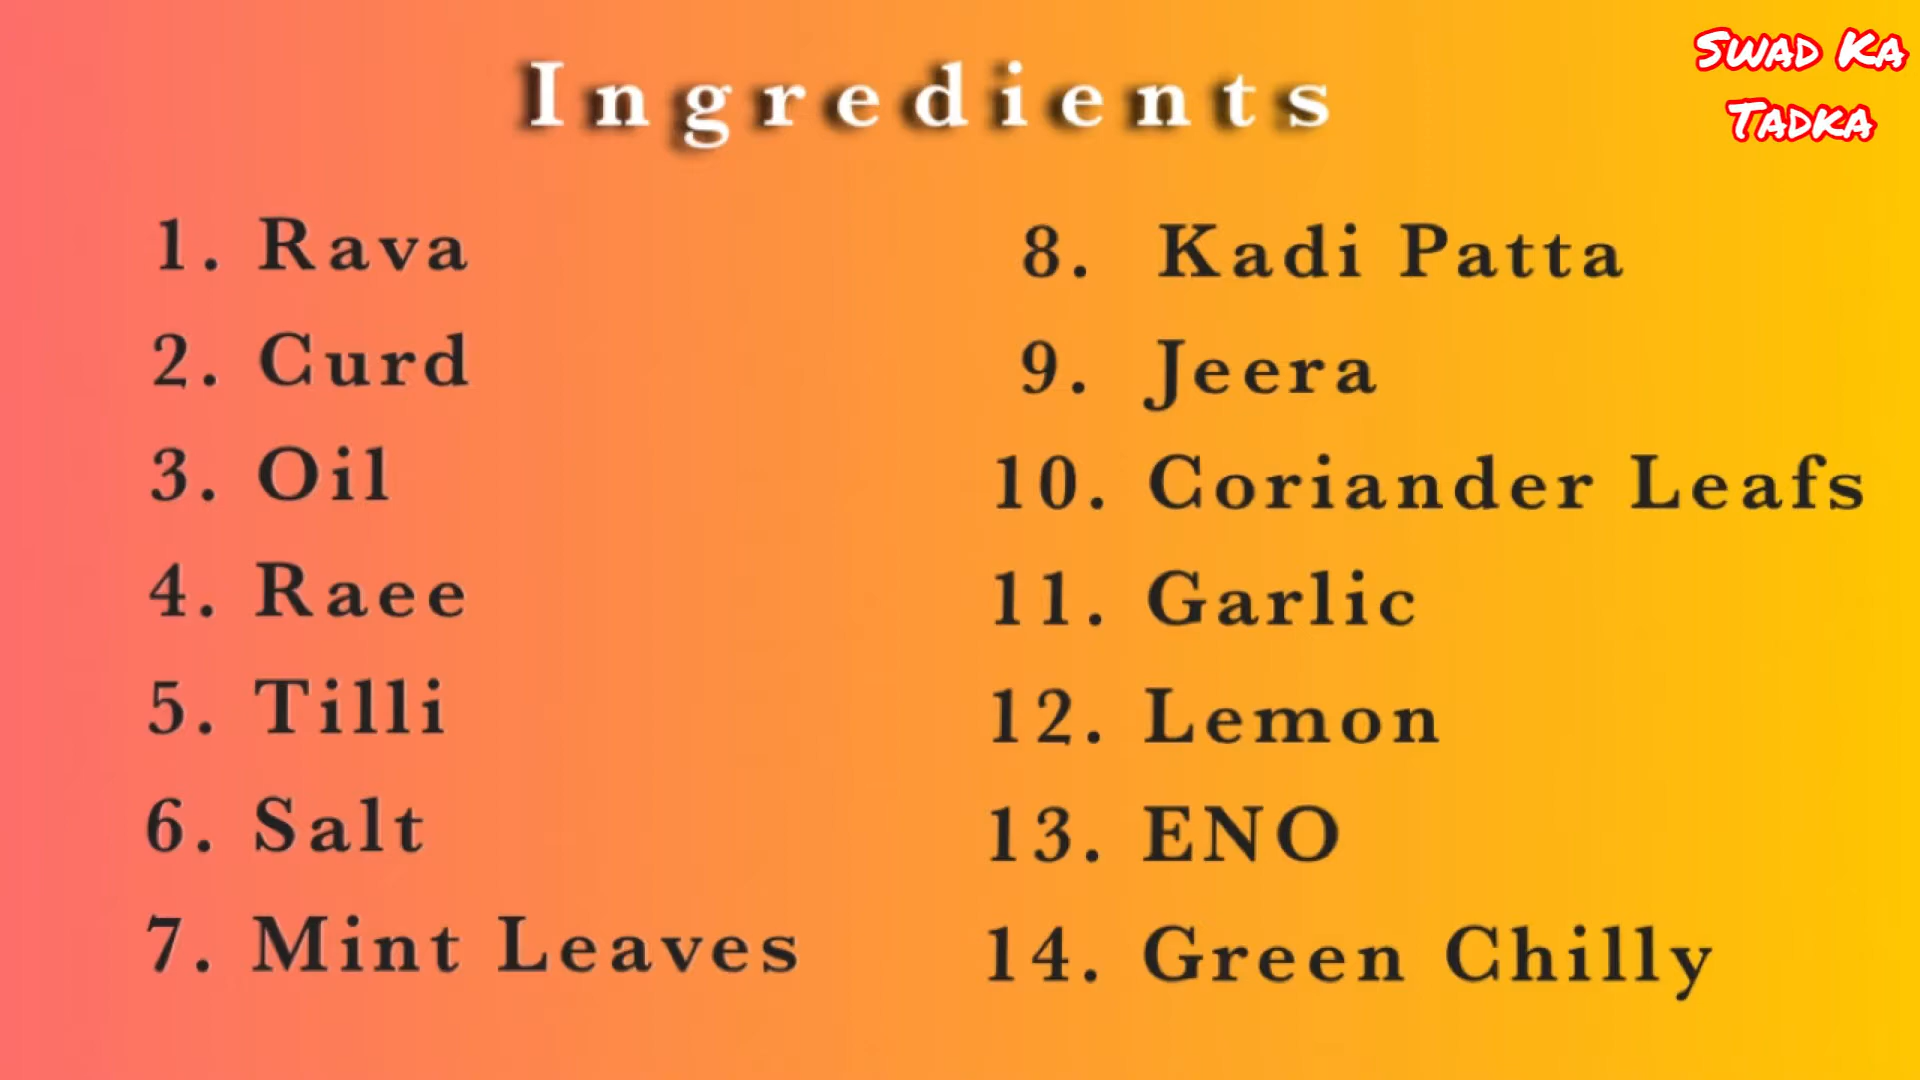 Ingredients
Swad Ka
Tadka
1. Rava
2. Curd
3. Oil
4. Raee
5. Tilli
6. Salt
7. Mint Leaves
8. Kadi Patta
9. Jeera
10. Coriander Leafs
11. Garlic
12. Lemon
13. ENO
14. Green Chilly